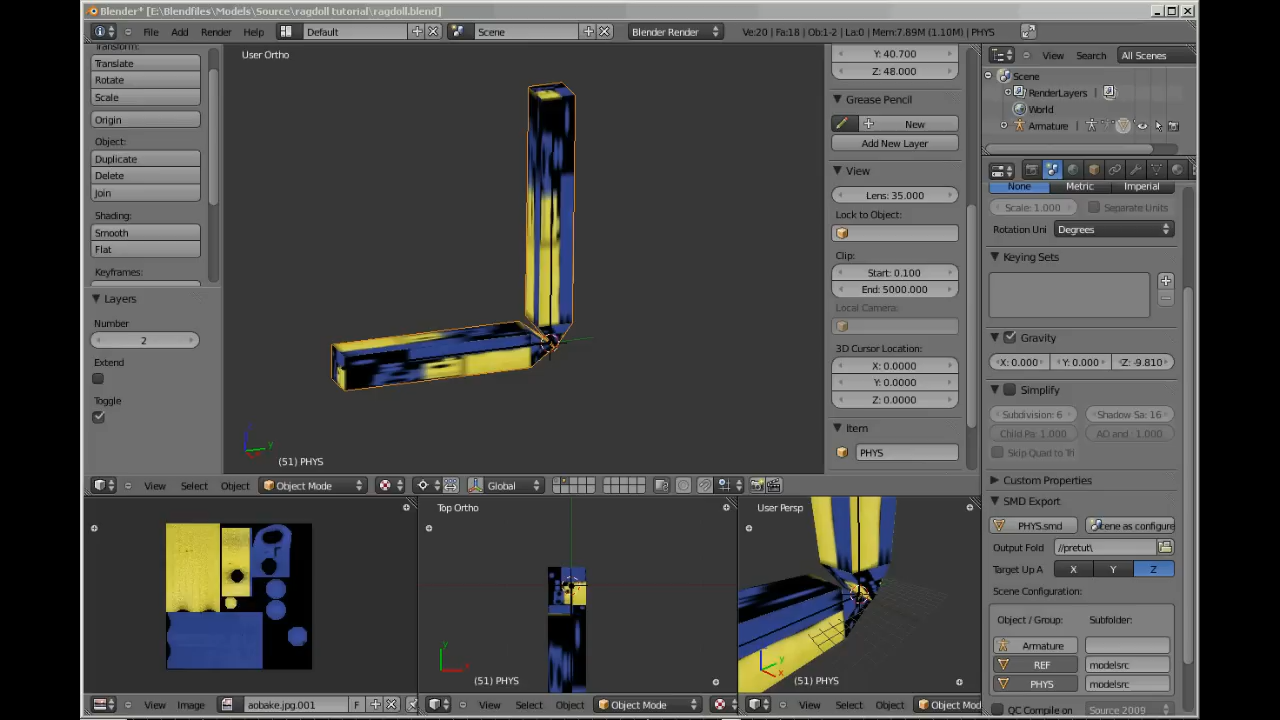 Blender* [E:\Blendfiles\Models\Source\ragdoll tutorial\ragdoll.blend]
File Add Render Help Default Scene Blender Render Ve:20 | Fa:18 | Ob:1-2 | La:0 | Mem:7.89M (1.10M) | PHYS
Transform:
Translate
Rotate
Scale
Origin
Object:
Duplicate
Delete
Join
Shading:
Smooth
Flat
Keyframes:
Layers
Number
2
Extend
Toggle
User Ortho
(51) PHYS
View Select Object Object Mode Global
Y: 40.700
Z: 48.000
Grease Pencil
New
Add New Layer
View
Lens: 35.000
Lock to Object:
Clip:
Start: 0.100
End: 5000.000
Local Camera:
3D Cursor Location:
X: 0.0000
Y: 0.0000
Z: 0.0000
Item
PHYS
View Search All Scenes
Scene
RenderLayers
World
Armature
None Metric Imperial
Scale: 1.000 Separate Units
Rotation Uni Degrees
Keying Sets
Gravity
X: 0.000 Y: 0.000 Z: -9.810
Simplify
Subdivision: 6 Shadow Sa: 16
Child Pa: 1.000 AO and : 1.000
Skip Quad to Tri
Custom Properties
SMD Export
PHYS.smd cene as configure
Output Fold //pretut\
Target Up A X Y Z
Scene Configuration:
Object / Group: Subfolder:
Armature
REF modelsrc
PHYS modelsrc
QC Compile on Source 2009
View Image aobake.jpg.001 F
Top Ortho
(51) PHYS
View Select Object Object Mode
User Persp
(51) PHYS
View Select Object Object Mod